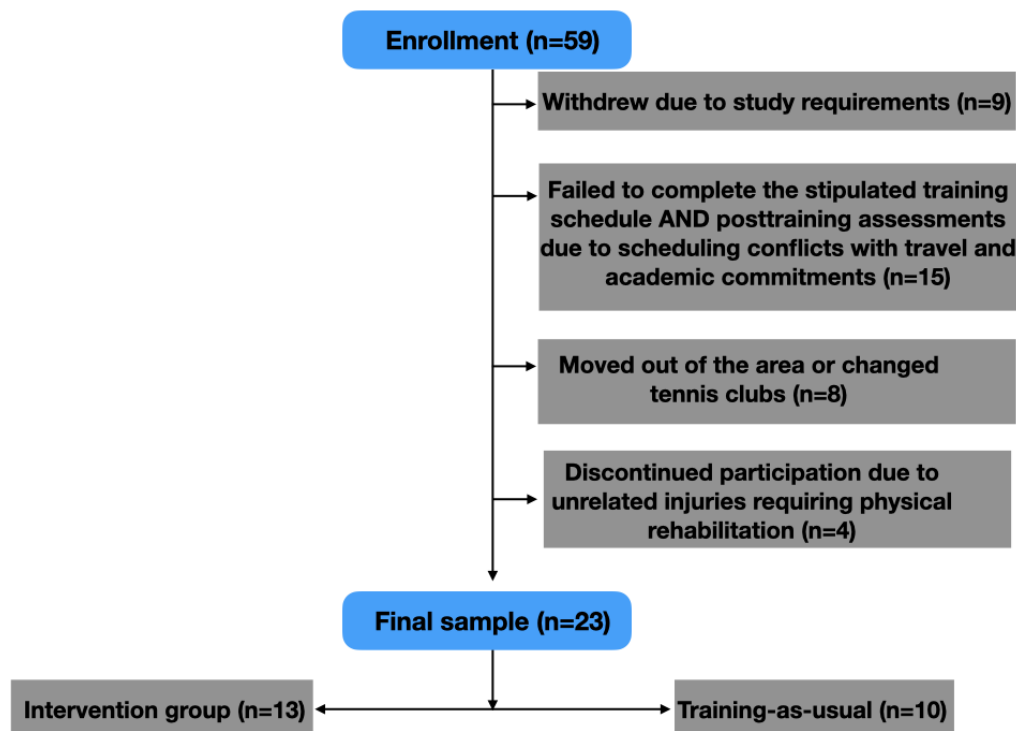 Enrollment (n=59)
Withdrew due to study requirements (n=9)
Failed to complete the stipulated training
schedule AND posttraining assessments
due to scheduling conflicts with travel and
academic commitments (n=15)
Moved out of the area or changed
tennis clubs (n=8)
Discontinued participation due to
unrelated injuries requiring physical
rehabilitation (n=4)
Final sample (n=23)
Intervention group (n=13)
Training-as-usual (n=10)